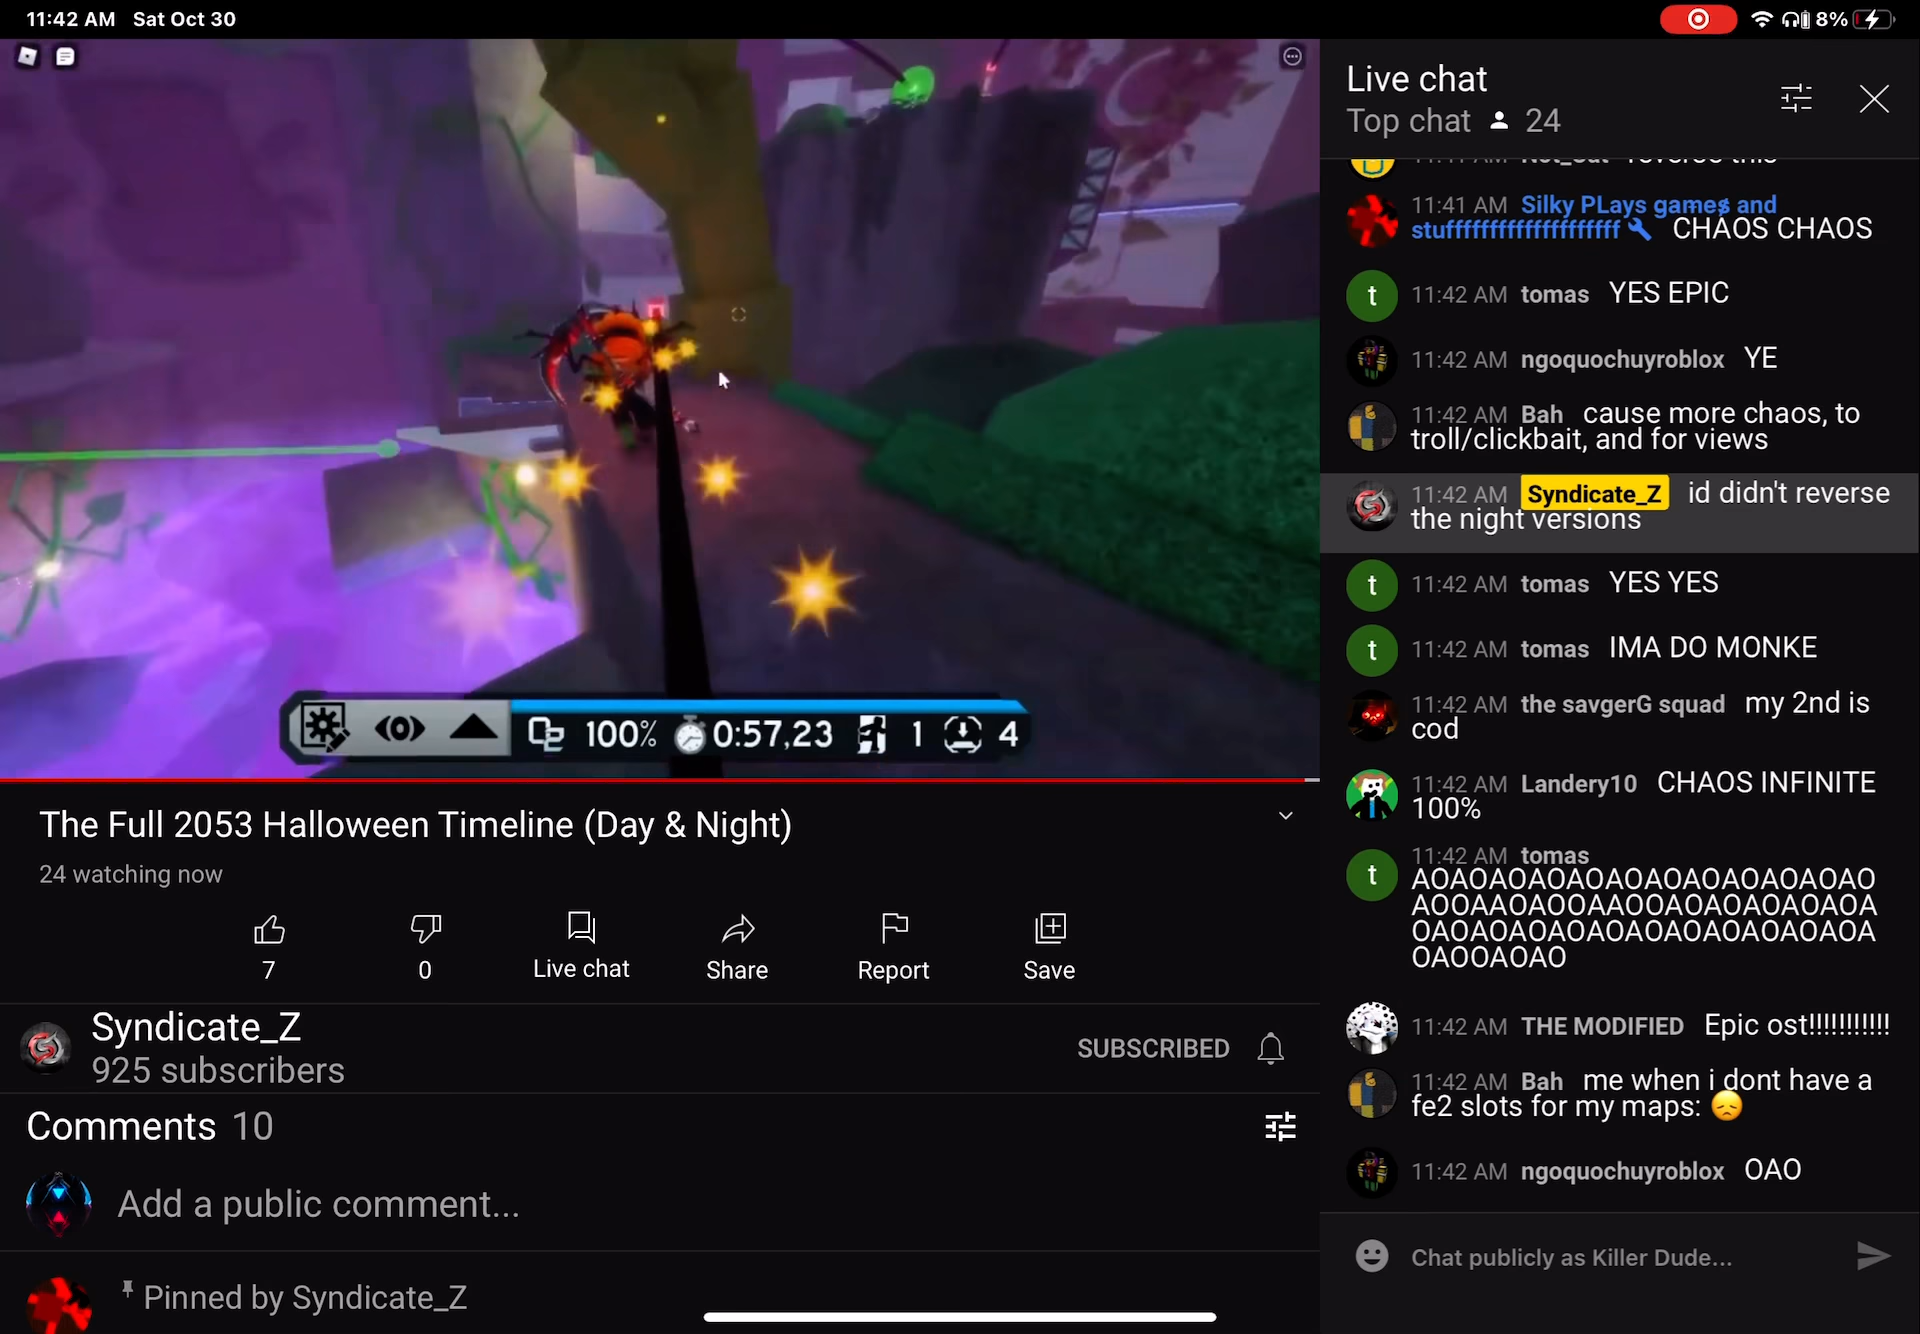 11:42 AM Sat Oct 30
8%
Live chat
Top chat 24
11:41 AM Silky PLays games and
stuffffffffffffffffffff CHAOS CHAOS
11:42 AM tomas YES EPIC
11:42 AM ngoquochuyroblox YE
11:42 AM Bah cause more chaos, to
troll/clickbait, and for views
11:42 AM Syndicate_Z id didn't reverse
the night versions
11:42 AM tomas YES YES
11:42 AM tomas IMA DO MONKE
11:42 AM the savgerG squad my 2nd is
cod
11:42 AM Landery10 CHAOS INFINITE
100%
11:42 AM tomas
AOAOAOAOAOAOAOAOAOAOAOAO
AOOAAOAOOAAOOAOAOAOAOAOA
OAOAOAOAOAOAOAOAOAOAOAOA
OAOOAOAO
11:42 AM THE MODIFIED Epic ost!!!!!!!!!!!
11:42 AM Bah me when i dont have a
fe2 slots for my maps: 😞
11:42 AM ngoquochuyroblox OAO
Chat publicly as Killer Dude...
100% 0:57,23 1 4
The Full 2053 Halloween Timeline (Day & Night)
24 watching now
7 0 Live chat Share Report Save
Syndicate_Z
925 subscribers
SUBSCRIBED
Comments 10
Add a public comment...
Pinned by Syndicate_Z